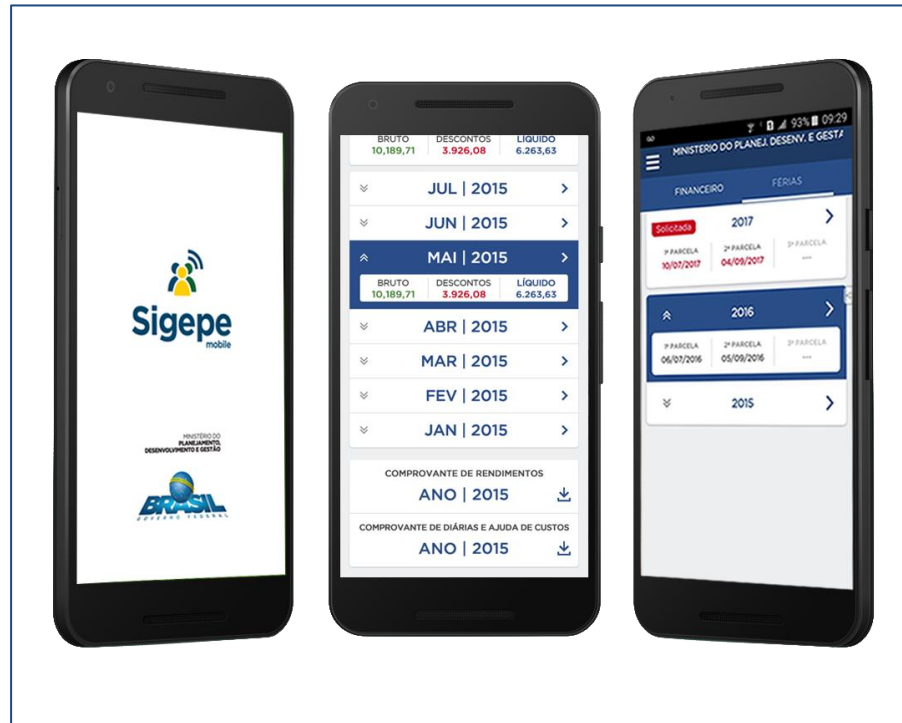 Sigepe
mobile
MINISTÉRIO DO
PLANEJAMENTO,
DESENVOLVIMENTO E GESTÃO
BRASIL
GOVERNO FEDERAL
BRUTO DESCONTOS LÍQUIDO
10,189,71 3.926,08 6.263,63
JUL | 2015
JUN | 2015
MAI | 2015
BRUTO DESCONTOS LÍQUIDO
10,189,71 3.926,08 6.263,63
ABR | 2015
MAR | 2015
FEV | 2015
JAN | 2015
COMPROVANTE DE RENDIMENTOS
ANO | 2015
COMPROVANTE DE DIÁRIAS E AJUDA DE CUSTOS
ANO | 2015
93% 09:29
MINISTERIO DO PLANEJ. DESENV. E GESTA
FINANCEIRO FÉRIAS
Solicitada 2017
1ª PARCELA 2ª PARCELA 3ª PARCELA
10/07/2017 04/09/2017 ---
2016
1ª PARCELA 2ª PARCELA 3ª PARCELA
06/07/2016 05/09/2016 ---
2015